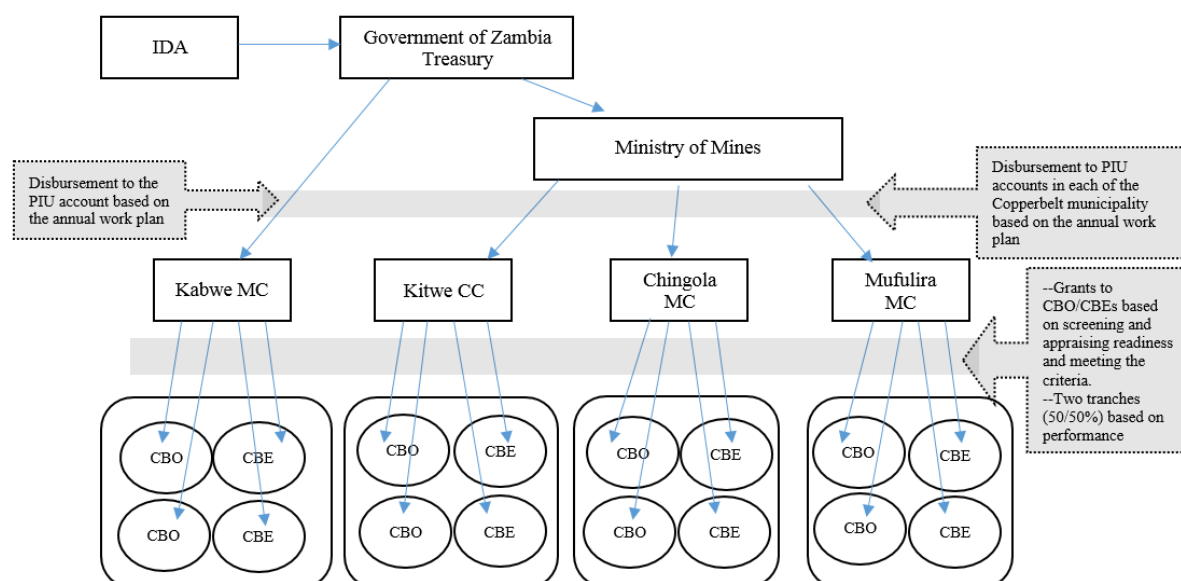 IDA
Government of Zambia
Treasury
Ministry of Mines
Disbursement to the
PIU account based on
the annual work plan
Disbursement to PIU
accounts in each of the
Copperbelt municipality
based on the annual work
plan
Kabwe MC
Kitwe CC
Chingola
MC
Mufulira
MC
--Grants to
CBO/CBEs based
on screening and
appraising readiness
and meeting the
criteria.
--Two tranches
(50/50%) based on
performance
CBO
CBE
CBO
CBE
CBO
CBE
CBO
CBE
CBO
CBE
CBO
CBE
CBO
CBE
CBO
CBE